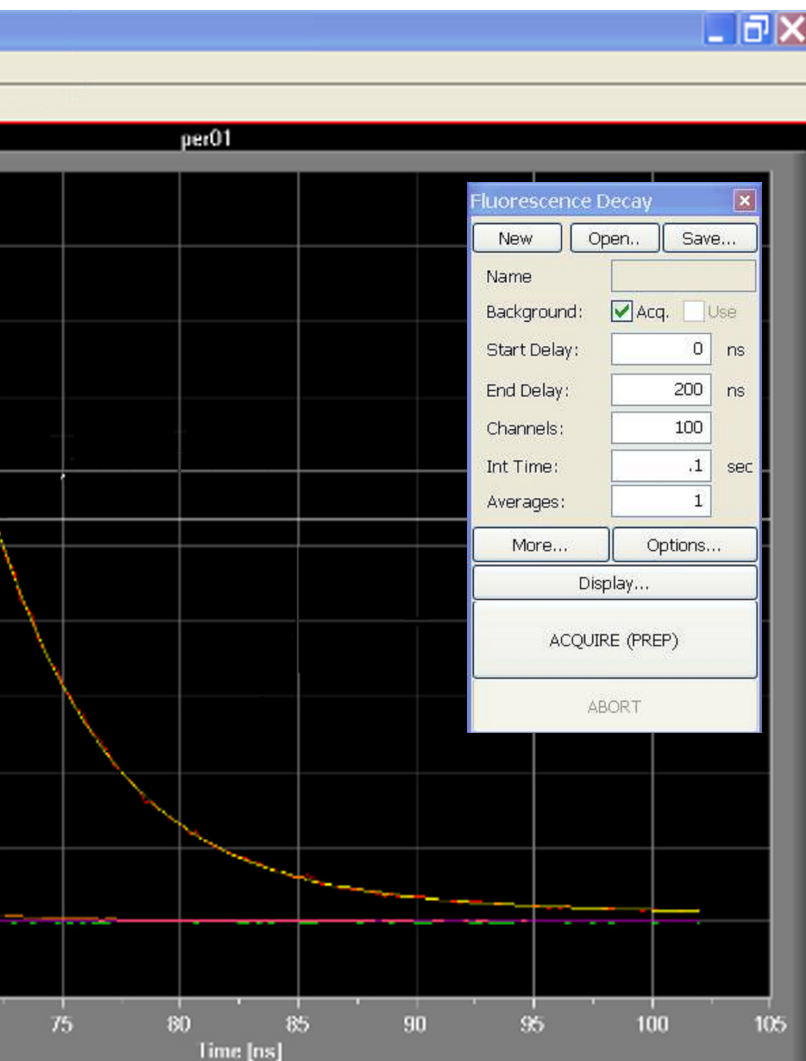 per01
Fluorescence Decay
New Open.. Save...
Name
Background: Acq. Use
Start Delay: 0 ns
End Delay: 200 ns
Channels: 100
Int Time: .1 sec
Averages: 1
More... Options...
Display...
ACQUIRE (PREP)
ABORT
75 80 85 90 95 100 105
Time [ns]